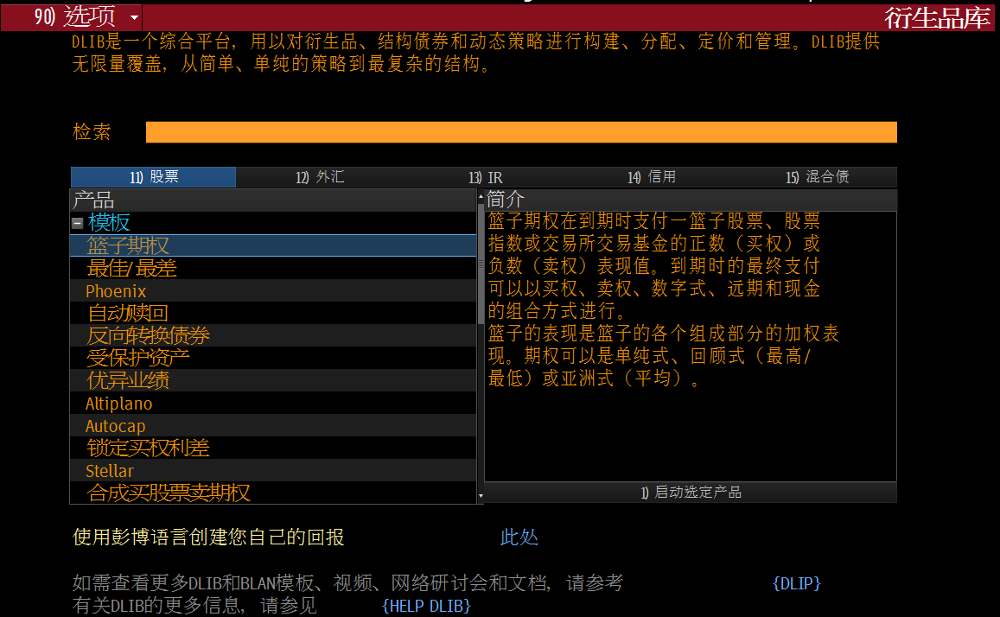 90) 选项
衍生品库
DLIB是一个综合平台，用以对衍生品、结构债券和动态策略进行构建、分配、定价和管理。DLIB提供
无限量覆盖，从简单、单纯的策略到最复杂的结构。
检索
11) 股票 12) 外汇 13) IR 14) 信用 15) 混合债
产品
模板
篮子期权
最佳/最差
Phoenix
自动赎回
反向转换债券
受保护资产
优异业绩
Altiplano
Autocap
锁定买权利差
Stellar
合成买股票卖期权
简介
篮子期权在到期时支付一篮子股票、股票
指数或交易所交易基金的正数（买权）或
负数（卖权）表现值。到期时的最终支付
可以以买权、卖权、数字式、远期和现金
的组合方式进行。
篮子的表现是篮子的各个组成部分的加权表
现。期权可以是单纯式、回顾式（最高/
最低）或亚洲式（平均）。
1) 启动选定产品
使用彭博语言创建您自己的回报 此处
如需查看更多DLIB和BLAN模板、视频、网络研讨会和文档，请参考 {DLIP}
有关DLIB的更多信息，请参见 {HELP DLIB}